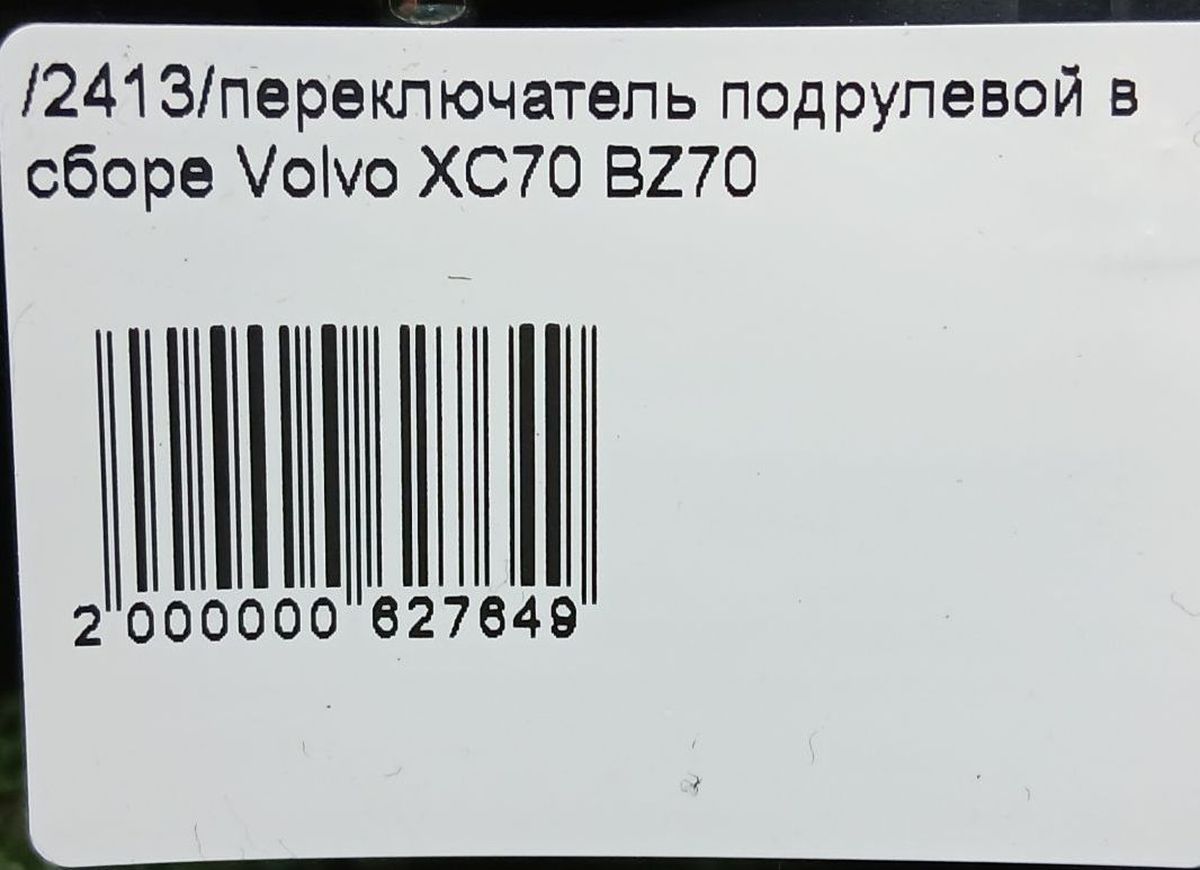 /2413/переключатель подрулевой в
сборе Volvo XC70 BZ70
2 000000 627649